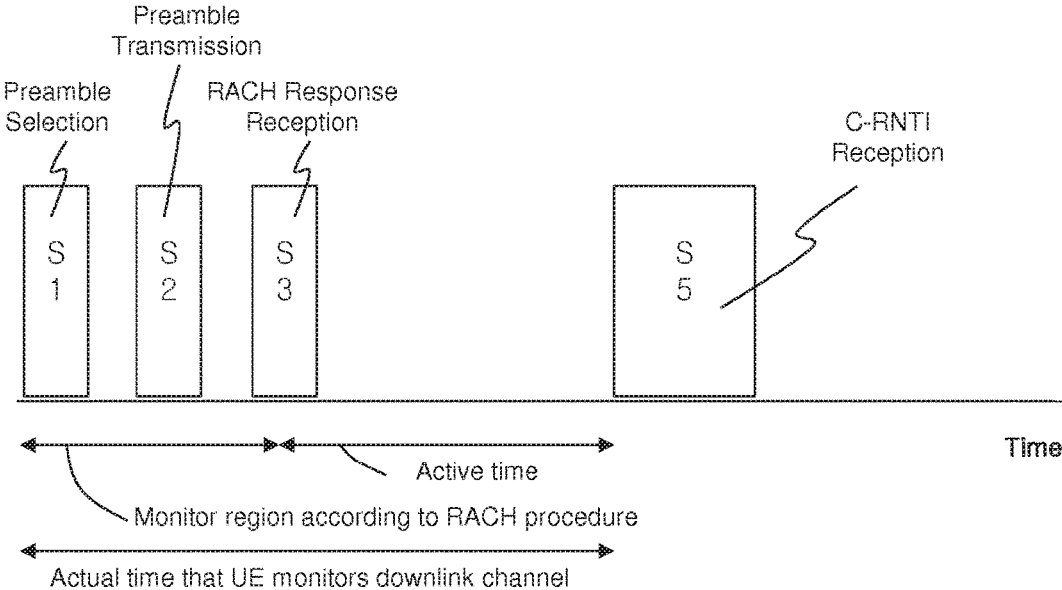 Preamble
Transmission
Preamble
Selection
RACH Response
Reception
C-RNTI
Reception
S
1
S
2
S
3
S
5
Time
Active time
Monitor region according to RACH procedure
Actual time that UE monitors downlink channel